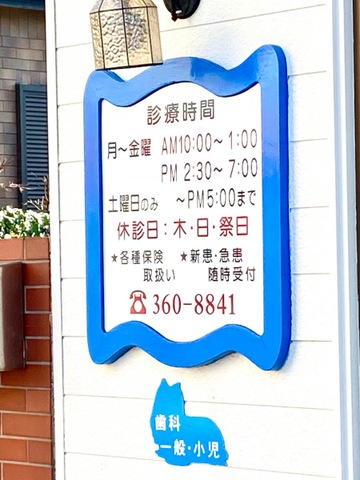 診療時間
月〜金曜 AM10:00〜1:00
PM 2:30〜7:00
土曜日のみ 〜PM5:00まで
休診日:木・日・祭日
★各種保険 ★新患・急患
取扱い 随時受付
☎360-8841
歯科
一般・小児